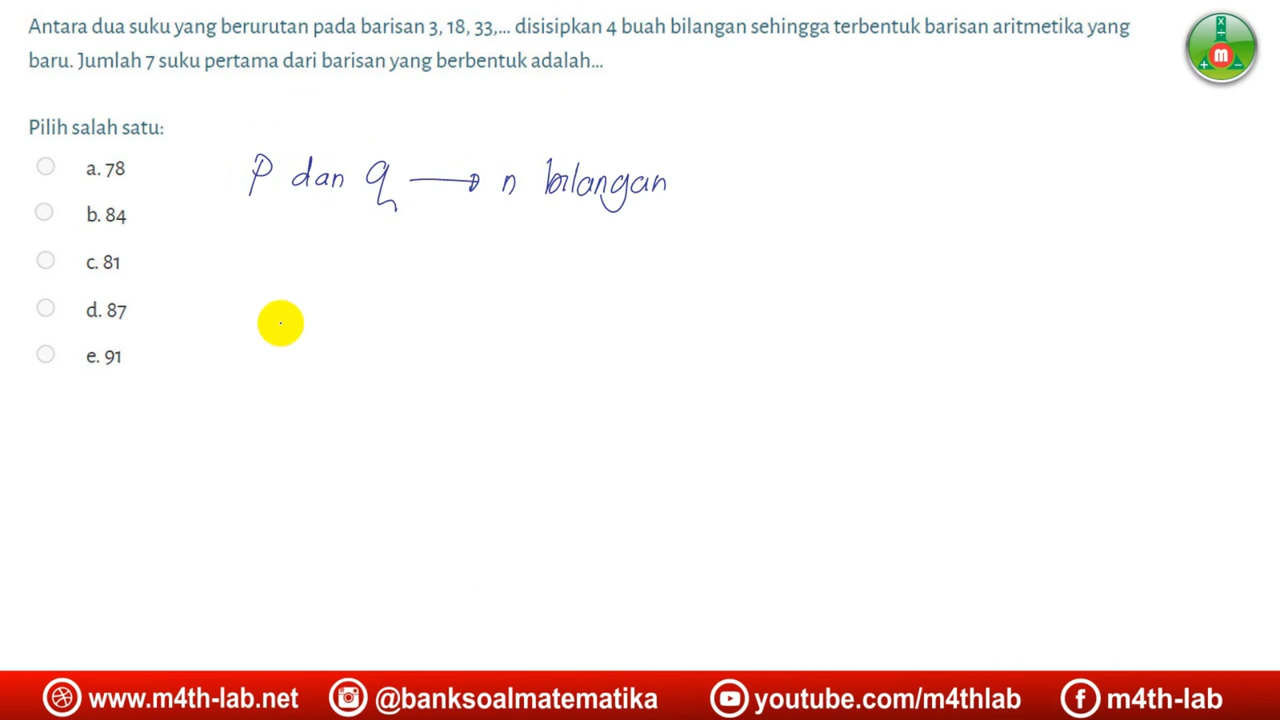 Antara dua suku yang berurutan pada barisan 3, 18, 33,... disisipkan 4 buah bilangan sehingga terbentuk barisan aritmetika yang
baru. Jumlah 7 suku pertama dari barisan yang berbentuk adalah...
Pilih salah satu:
a. 78
b. 84
c. 81
d. 87
e. 91
P dan q → n bilangan
www.m4th-lab.net @banksoalmatematika youtube.com/m4thlab m4th-lab